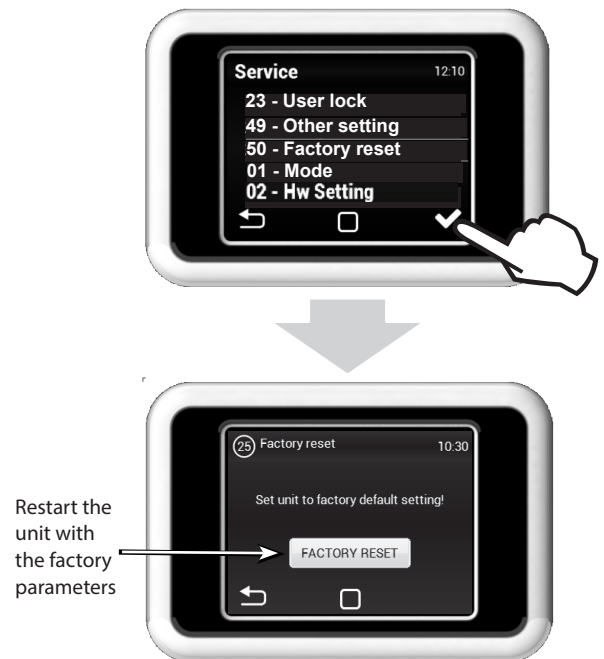 Service 12:10
23 - User lock
49 - Other setting
50 - Factory reset
01 - Mode
02 - Hw Setting
25 Factory reset 10:30
Set unit to factory default setting!
FACTORY RESET
Restart the
unit with
the factory
parameters